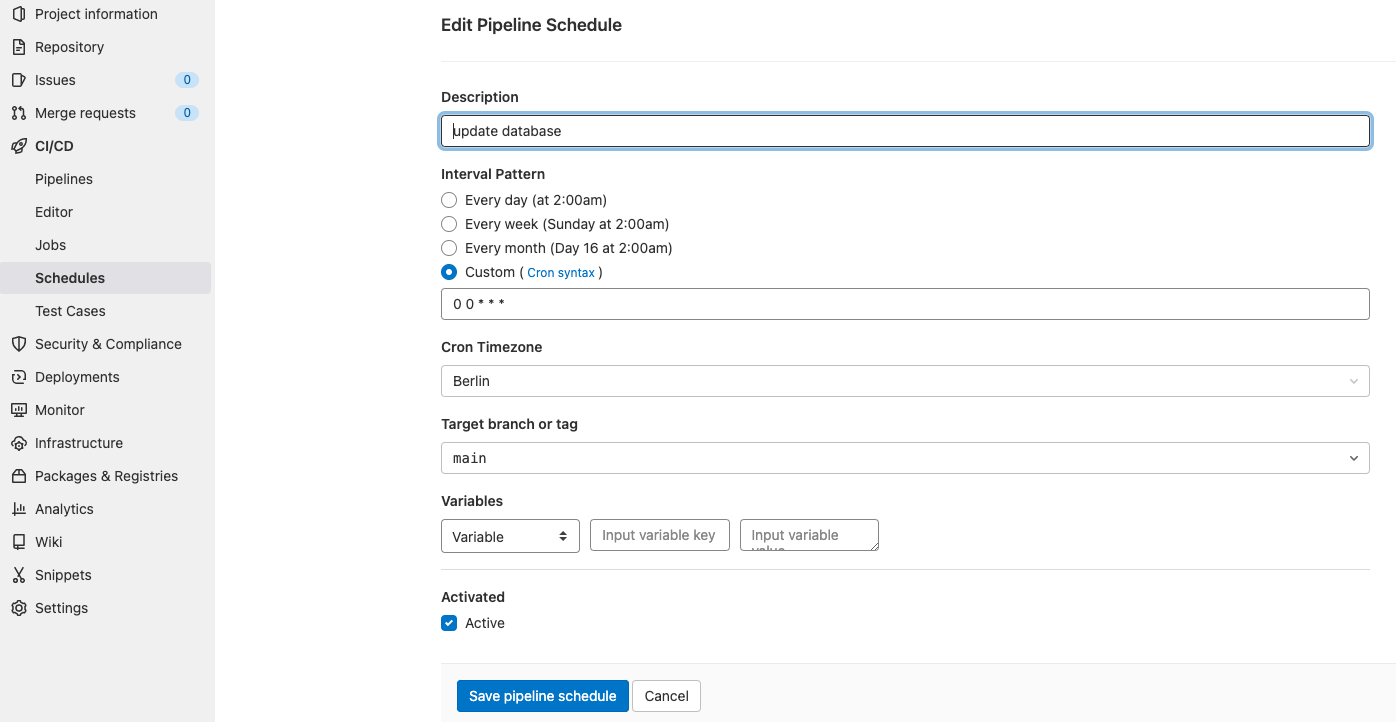 Project information
Repository
Issues 0
Merge requests 0
CI/CD
Pipelines
Editor
Jobs
Schedules
Test Cases
Security & Compliance
Deployments
Monitor
Infrastructure
Packages & Registries
Analytics
Wiki
Snippets
Settings
Edit Pipeline Schedule
Description
update database
Interval Pattern
Every day (at 2:00am)
Every week (Sunday at 2:00am)
Every month (Day 16 at 2:00am)
Custom ( Cron syntax )
0 0 * * *
Cron Timezone
Berlin
Target branch or tag
main
Variables
Variable Input variable key Input variable
value
Activated
Active
Save pipeline schedule Cancel